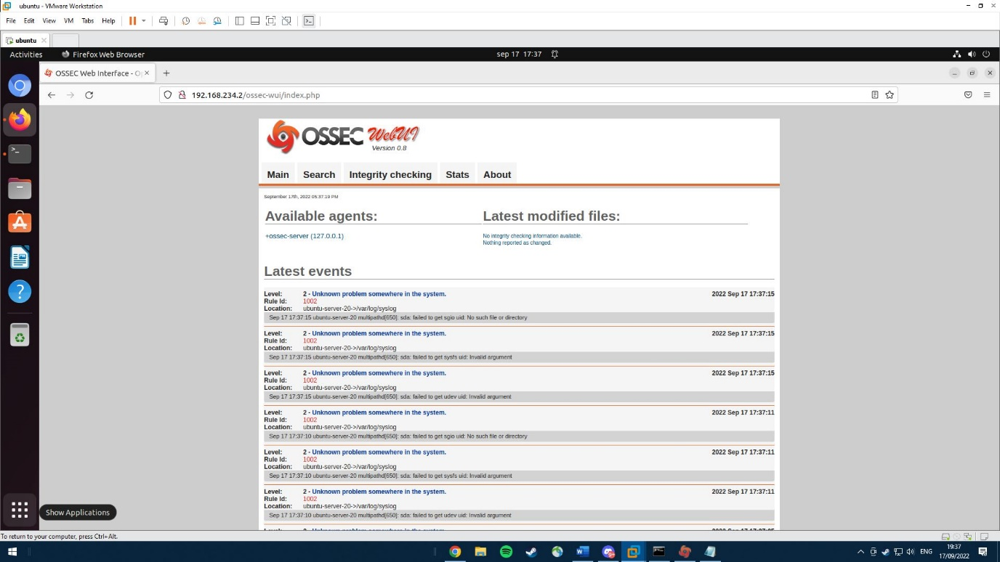 ubuntu - VMware Workstation
File Edit View VM Tabs Help
ubuntu
Activities Firefox Web Browser sep 17 17:37
OSSEC Web Interface - O
192.168.234.2/ossec-wui/index.php
OSSEC WebUI
Version 0.8
Main Search Integrity checking Stats About
September 17th, 2022 05:37:19 PM
Available agents: Latest modified files:
+ossec-server (127.0.0.1) No integrity checking information available.
Nothing reported as changed.
Latest events
Level: 2 - Unknown problem somewhere in the system. 2022 Sep 17 17:37:15
Rule Id: 1002
Location: ubuntu-server-20->/var/log/syslog
Sep 17 17:37:15 ubuntu-server-20 multipathd[650]: sda: failed to get sgio uid: No such file or directory
Level: 2 - Unknown problem somewhere in the system. 2022 Sep 17 17:37:15
Rule Id: 1002
Location: ubuntu-server-20->/var/log/syslog
Sep 17 17:37:15 ubuntu-server-20 multipathd[650]: sda: failed to get sysfs uid: Invalid argument
Level: 2 - Unknown problem somewhere in the system. 2022 Sep 17 17:37:15
Rule Id: 1002
Location: ubuntu-server-20->/var/log/syslog
Sep 17 17:37:15 ubuntu-server-20 multipathd[650]: sda: failed to get udev uid: Invalid argument
Level: 2 - Unknown problem somewhere in the system. 2022 Sep 17 17:37:11
Rule Id: 1002
Location: ubuntu-server-20->/var/log/syslog
Sep 17 17:37:10 ubuntu-server-20 multipathd[650]: sda: failed to get sgio uid: No such file or directory
Level: 2 - Unknown problem somewhere in the system. 2022 Sep 17 17:37:11
Rule Id: 1002
Location: ubuntu-server-20->/var/log/syslog
Sep 17 17:37:10 ubuntu-server-20 multipathd[650]: sda: failed to get sysfs uid: Invalid argument
Level: 2 - Unknown problem somewhere in the system. 2022 Sep 17 17:37:11
Rule Id: 1002
Location: ubuntu-server-20->/var/log/syslog
Show Applications
Sep 17 17:37:10 ubuntu-server-20 multipathd[650]: sda: failed to get udev uid: Invalid argument
To return to your computer, press Ctrl+Alt.
ENG
19:37
17/09/2022